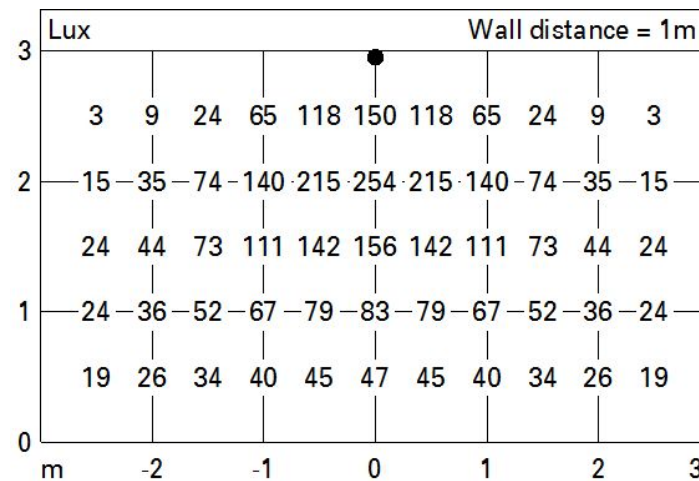 Lux Wall distance = 1m
3
3 9 24 65 118 150 118 65 24 9 3
2 15 35 74 140 215 254 215 140 74 35 15
24 44 73 111 142 156 142 111 73 44 24
1 24 36 52 67 79 83 79 67 52 36 24
19 26 34 40 45 47 45 40 34 26 19
0
m -2 -1 0 1 2 3